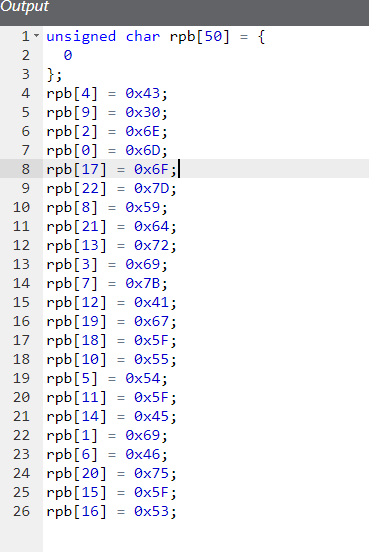 Output
1 unsigned char rpb[50] = {
2 0
3 };
4 rpb[4] = 0x43;
5 rpb[9] = 0x30;
6 rpb[2] = 0x6E;
7 rpb[0] = 0x6D;
8 rpb[17] = 0x6F;
9 rpb[22] = 0x7D;
10 rpb[8] = 0x59;
11 rpb[21] = 0x64;
12 rpb[13] = 0x72;
13 rpb[3] = 0x69;
14 rpb[7] = 0x7B;
15 rpb[12] = 0x41;
16 rpb[19] = 0x67;
17 rpb[18] = 0x5F;
18 rpb[10] = 0x55;
19 rpb[5] = 0x54;
20 rpb[11] = 0x5F;
21 rpb[14] = 0x45;
22 rpb[1] = 0x69;
23 rpb[6] = 0x46;
24 rpb[20] = 0x75;
25 rpb[15] = 0x5F;
26 rpb[16] = 0x53;